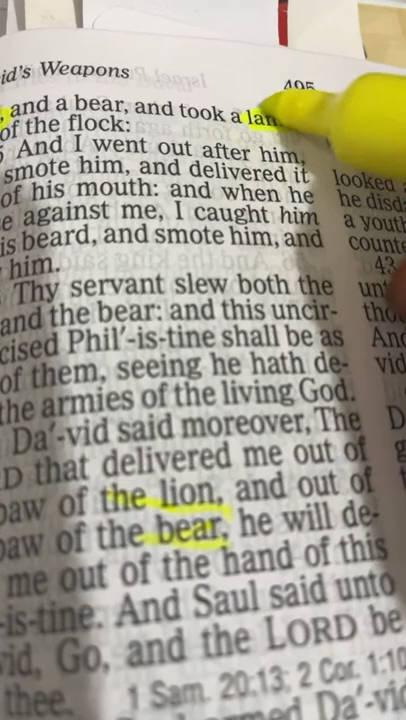 id's Weapons
495
, and a bear, and took a lam
of the flock:
And I went out after him,
smote him, and delivered it
of his mouth: and when he
e against me, I caught him
is beard, and smote him, and
him.
Thy servant slew both the
and the bear: and this uncir-
cised Phil′-is-tine shall be as
of them, seeing he hath de-
the armies of the living God.
Da′-vid said moreover, The
D that delivered me out of
paw of the lion, and out of
paw of the bear, he will de-
me out of the hand of this
-is-tine. And Saul said unto
vid, Go, and the LORD be
thee.
1 Sam. 20:13; 2 Cor. 1:10
med Da′-vid
looked
he disd
a youth
counte
43
unt
tho
And
vid
D
g